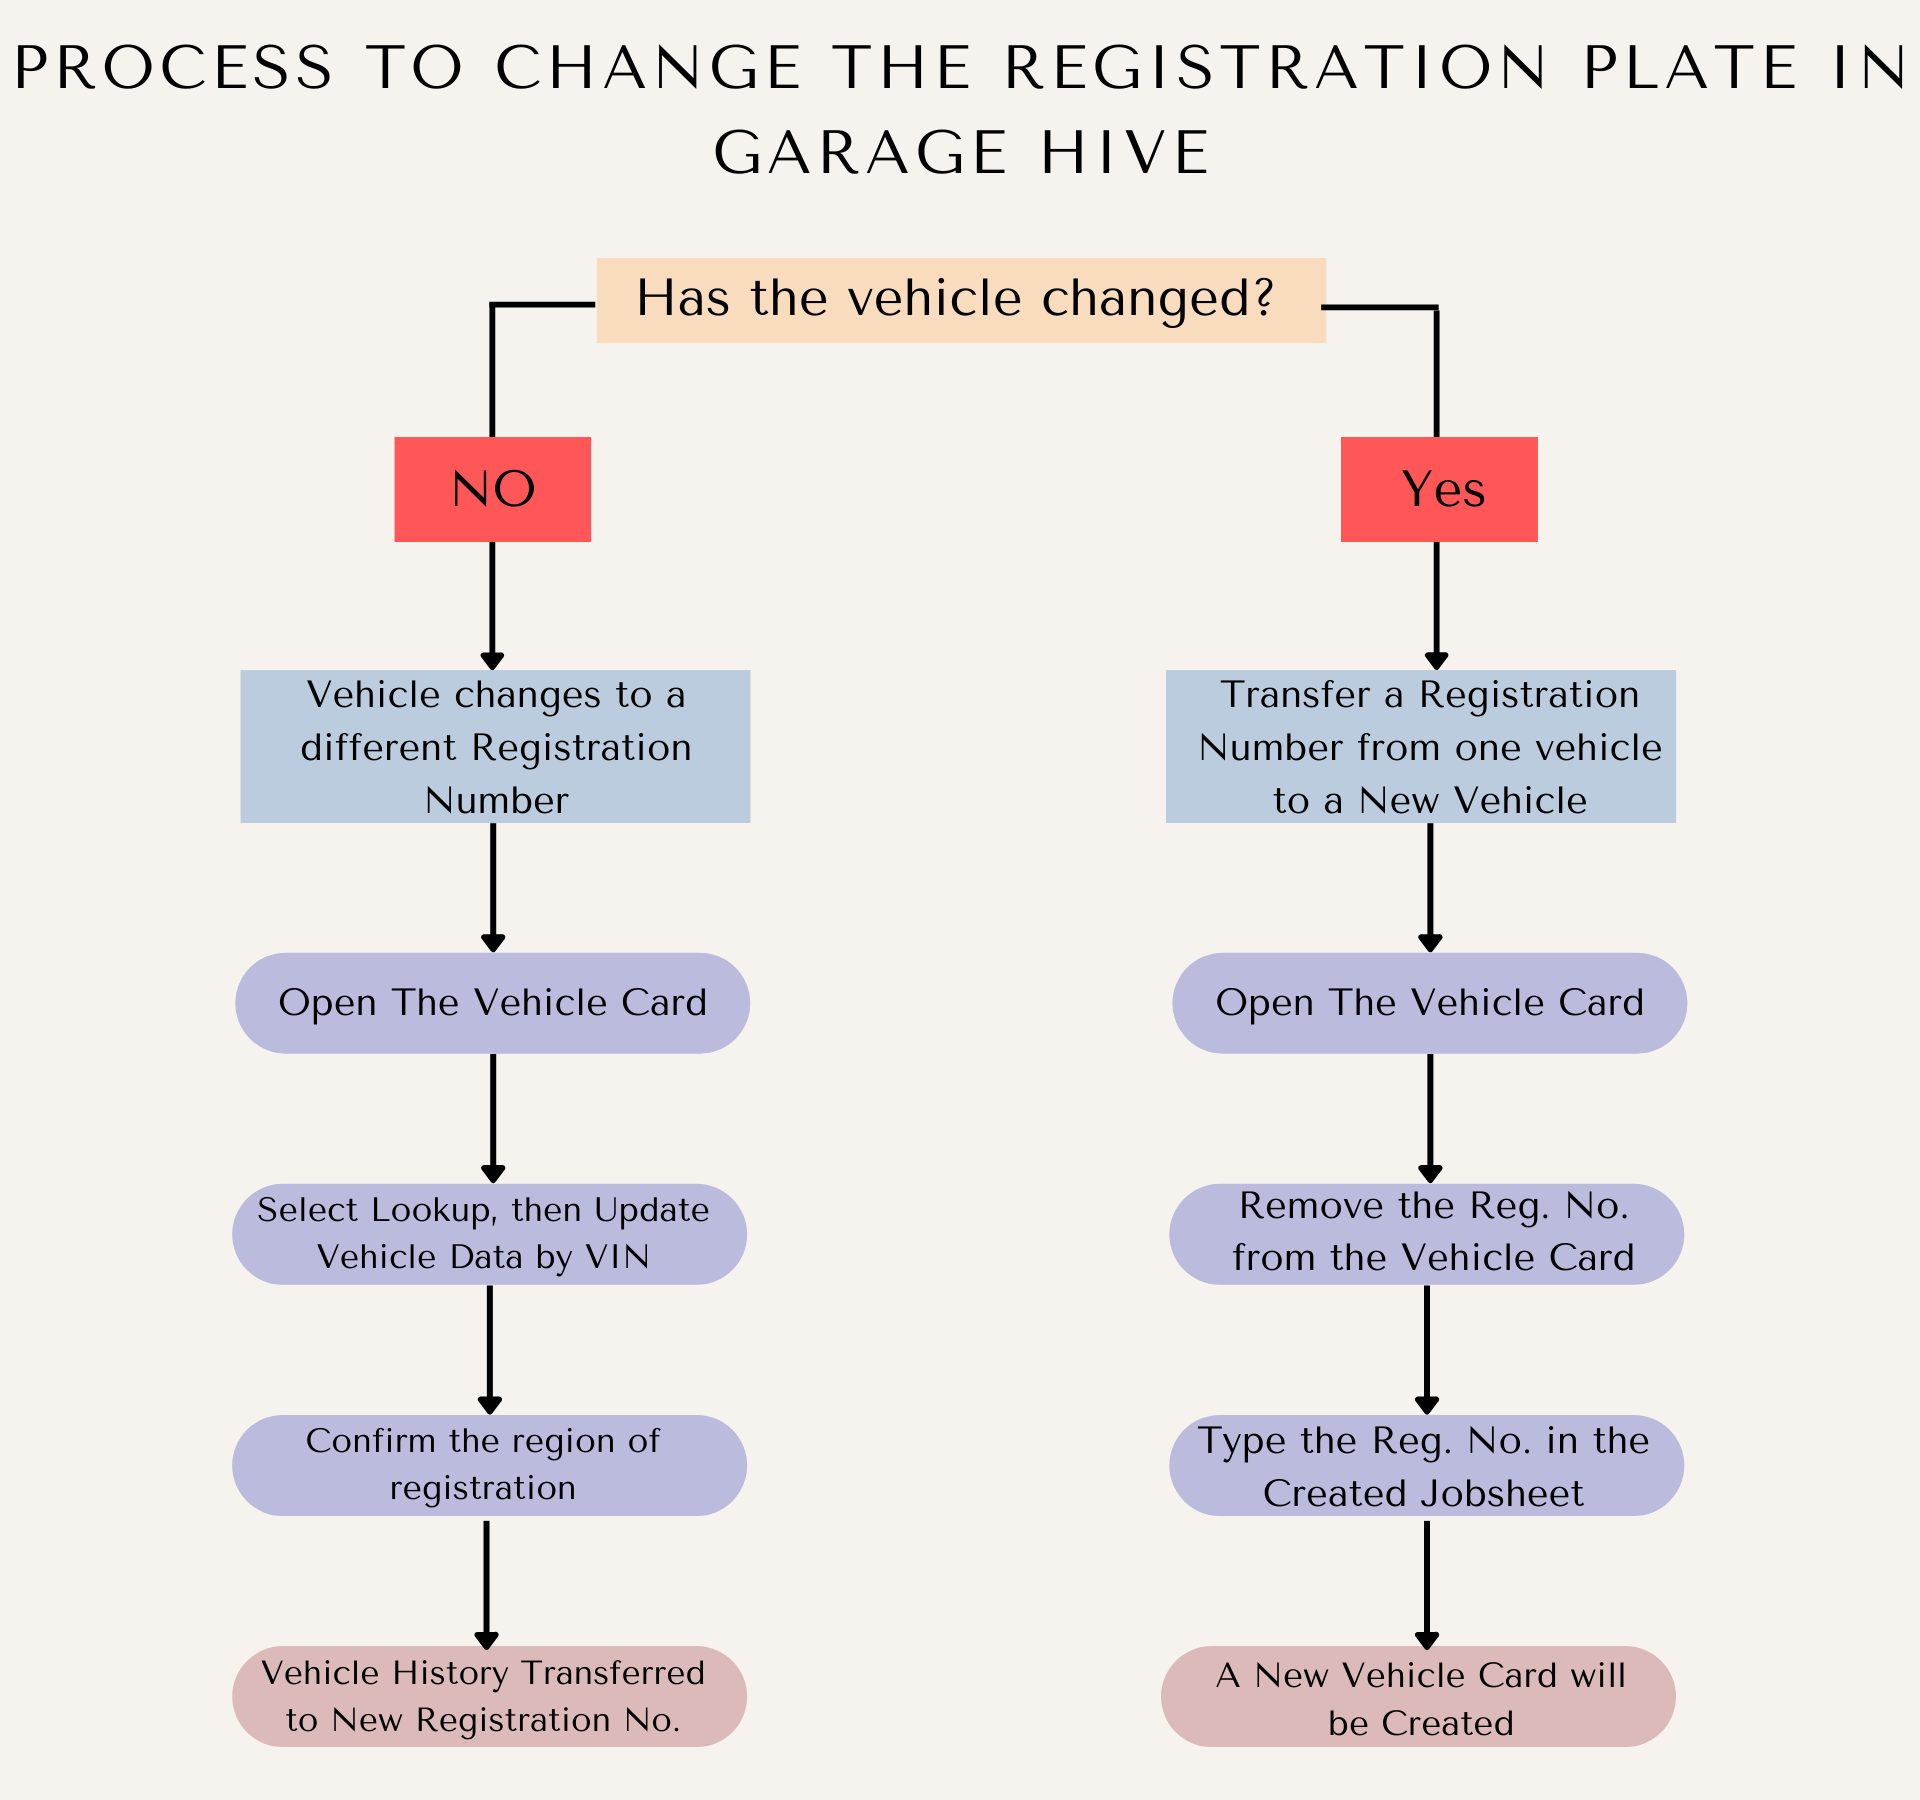 PROCESS TO CHANGE THE REGISTRATION PLATE IN
GARAGE HIVE
Has the vehicle changed?
NO
Yes
Vehicle changes to a
different Registration
Number
Transfer a Registration
Number from one vehicle
to a New Vehicle
Open The Vehicle Card
Open The Vehicle Card
Select Lookup, then Update
Vehicle Data by VIN
Remove the Reg. No.
from the Vehicle Card
Confirm the region of
registration
Type the Reg. No. in the
Created Jobsheet
Vehicle History Transferred
to New Registration No.
A New Vehicle Card will
be Created